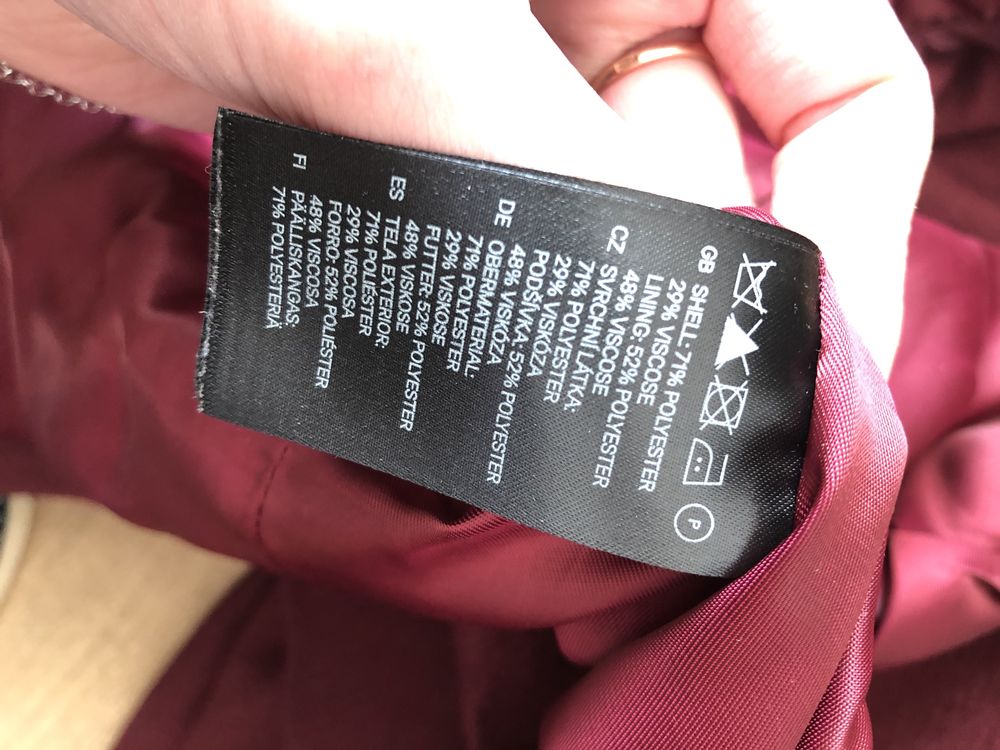 P
GB SHELL: 71% POLYESTER
29% VISCOSE
LINING: 52% POLYESTER
48% VISCOSE
CZ SVRCHNÍ LÁTKA:
71% POLYESTER
29% VISKÓZA
PODŠÍVKA: 52% POLYESTER
48% VISKÓZA
DE OBERMATERIAL:
71% POLYESTER
29% VISKOSE
FUTTER: 52% POLYESTER
48% VISKOSE
ES TELA EXTERIOR:
71% POLIÉSTER
29% VISCOSA
FORRO: 52% POLIÉSTER
48% VISCOSA
FI PÄÄLLISKANGAS:
71% POLYESTERIÄ